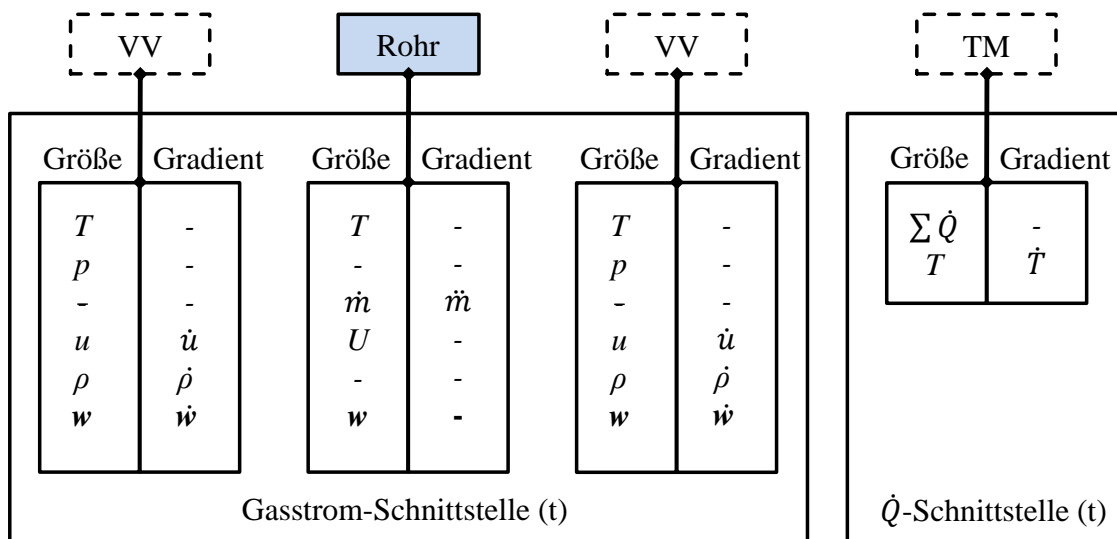 VV Rohr VV TM
Größe Gradient Größe Gradient Größe Gradient Größe Gradient
T - T - T - ∑ Q̇ -
p - - - p - T Ṫ
- - ṁ m̈ - -
u u̇ U - u u̇
ρ ρ̇ - - ρ ρ̇
w ẇ w - w ẇ
Gasstrom-Schnittstelle (t) Q̇-Schnittstelle (t)